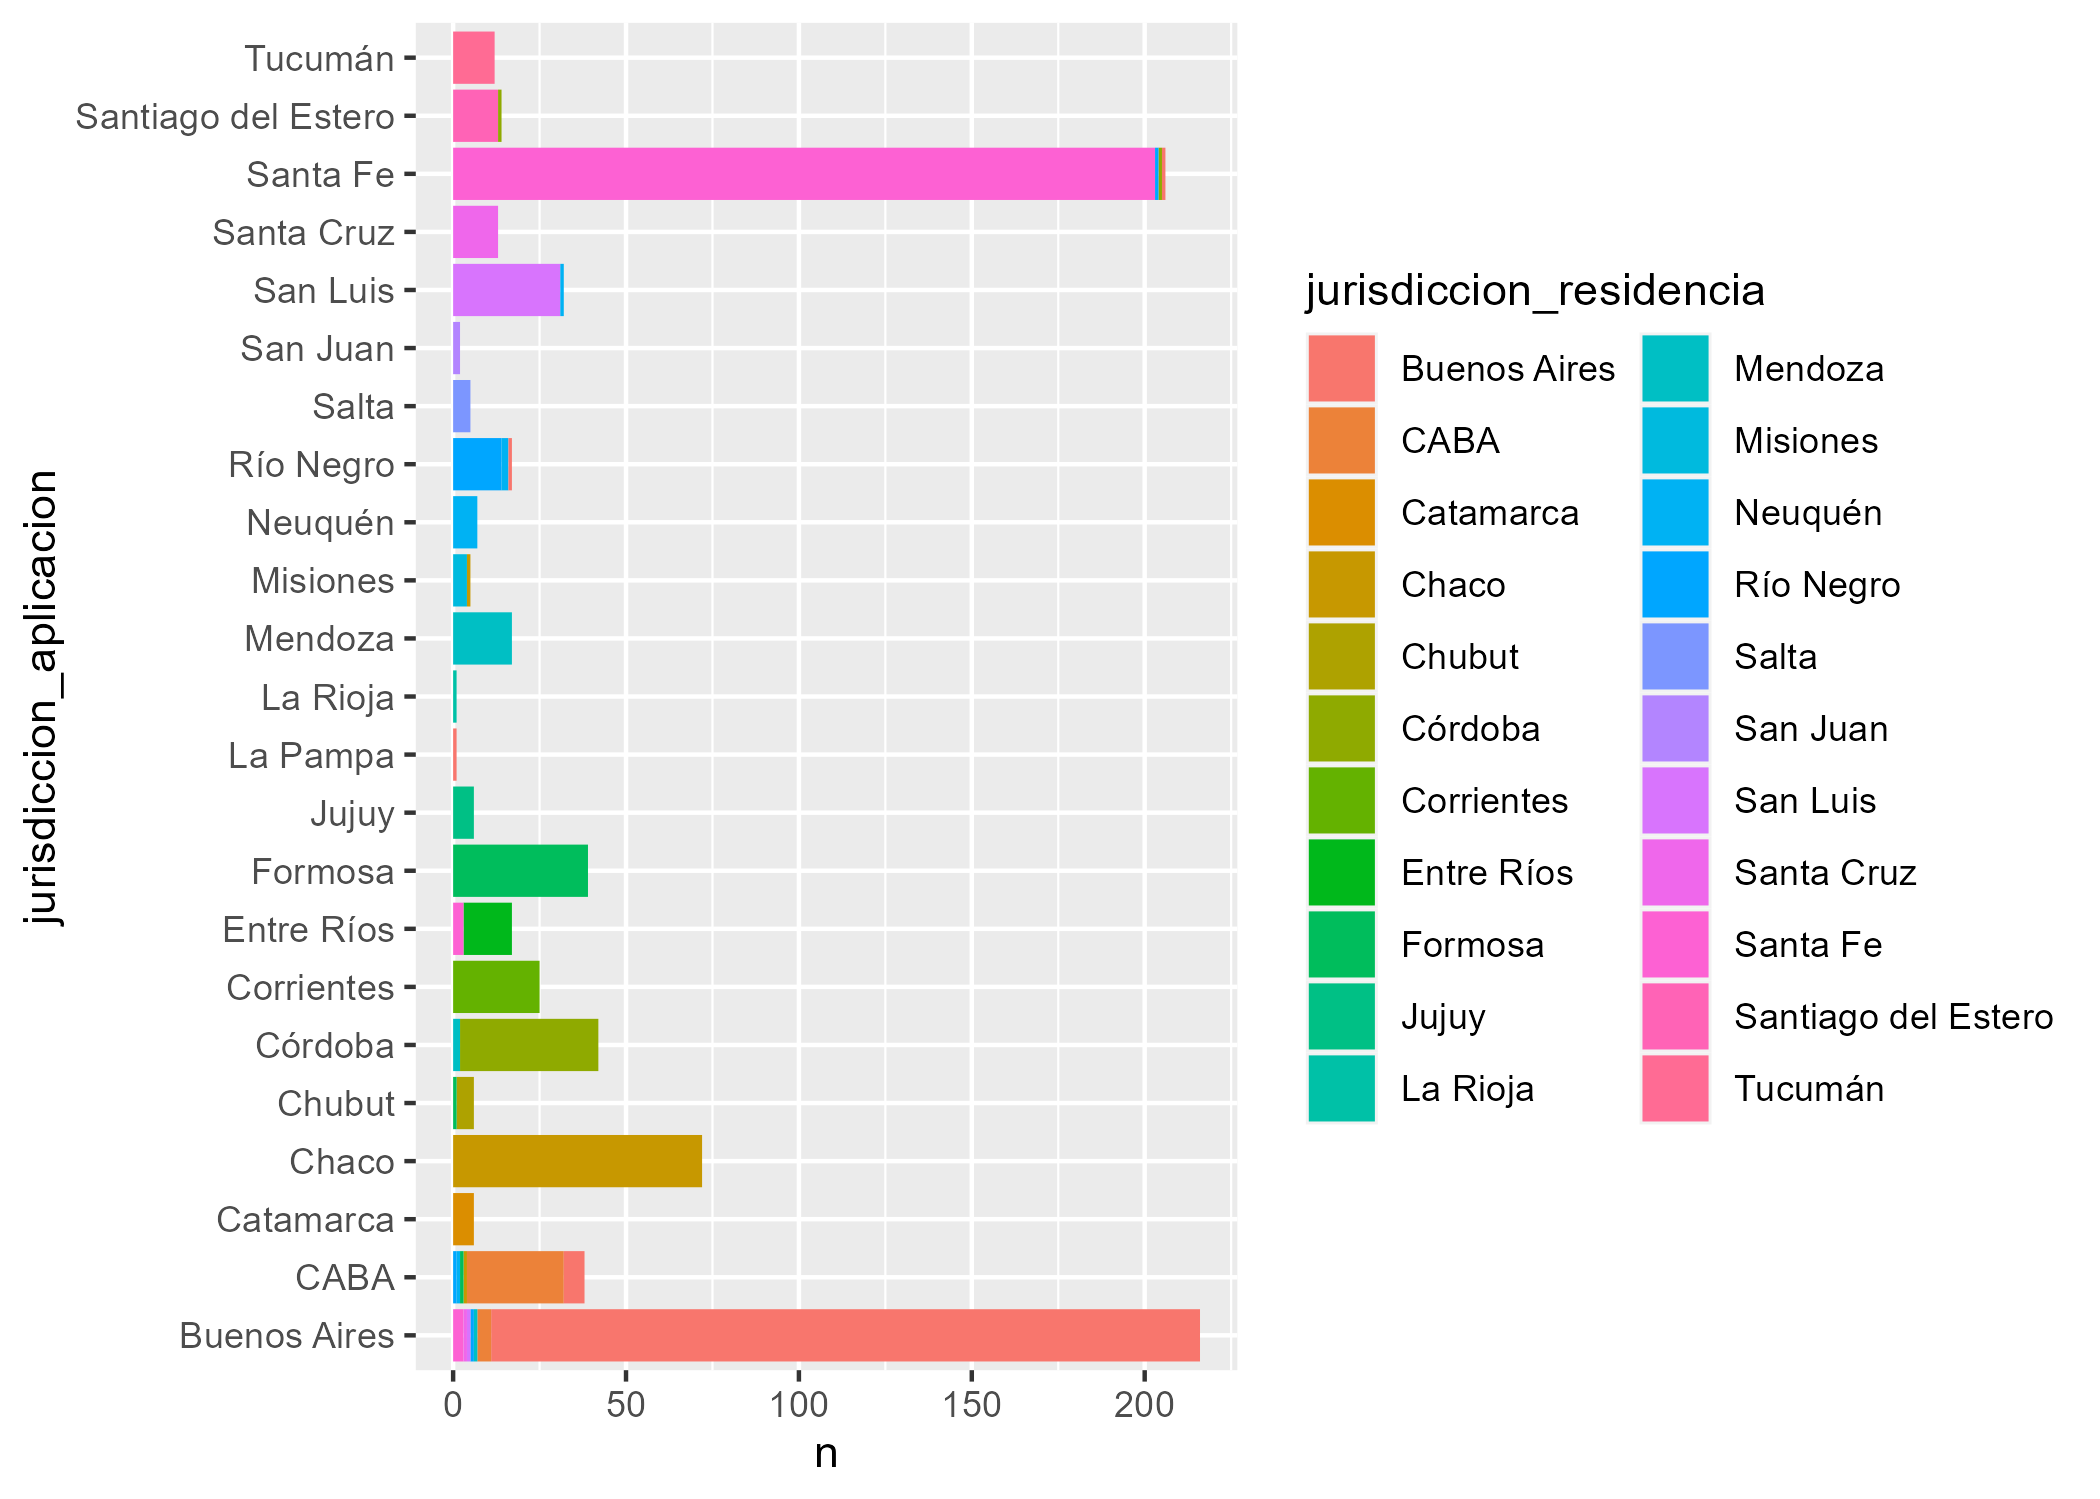 jurisdiccion_aplicacion
Tucumán
Santiago del Estero
Santa Fe
Santa Cruz
San Luis
San Juan
Salta
Río Negro
Neuquén
Misiones
Mendoza
La Rioja
La Pampa
Jujuy
Formosa
Entre Ríos
Corrientes
Córdoba
Chubut
Chaco
Catamarca
CABA
Buenos Aires
0 50 100 150 200
n
jurisdiccion_residencia
Buenos Aires
CABA
Catamarca
Chaco
Chubut
Córdoba
Corrientes
Entre Ríos
Formosa
Jujuy
La Rioja
Mendoza
Misiones
Neuquén
Río Negro
Salta
San Juan
San Luis
Santa Cruz
Santa Fe
Santiago del Estero
Tucumán